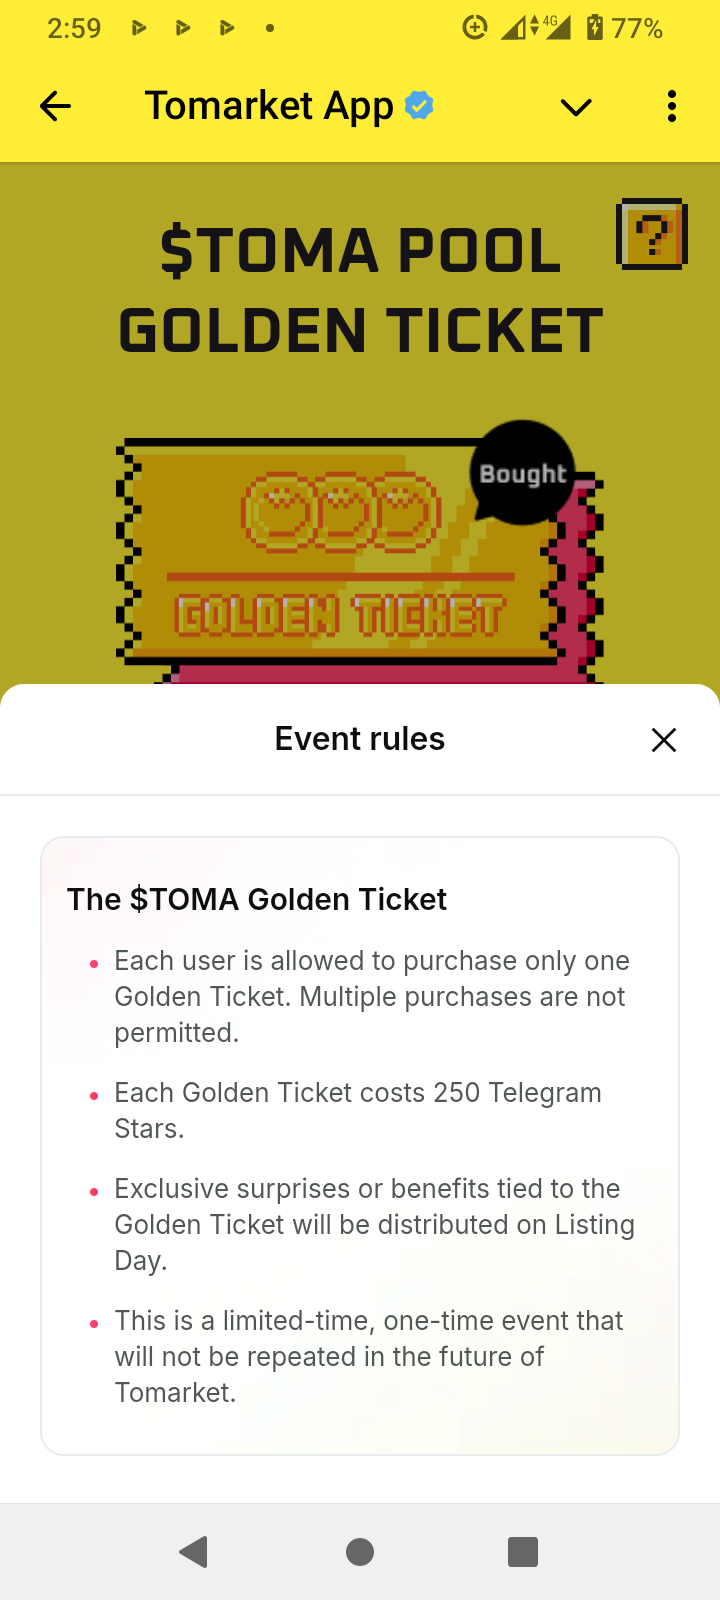 2:59
4G
77%
Tomarket App
$TOMA POOL
GOLDEN TICKET
?
Bought
GOLDEN TICKET
Event rules
The $TOMA Golden Ticket
• Each user is allowed to purchase only one
Golden Ticket. Multiple purchases are not
permitted.
• Each Golden Ticket costs 250 Telegram
Stars.
• Exclusive surprises or benefits tied to the
Golden Ticket will be distributed on Listing
Day.
• This is a limited-time, one-time event that
will not be repeated in the future of
Tomarket.